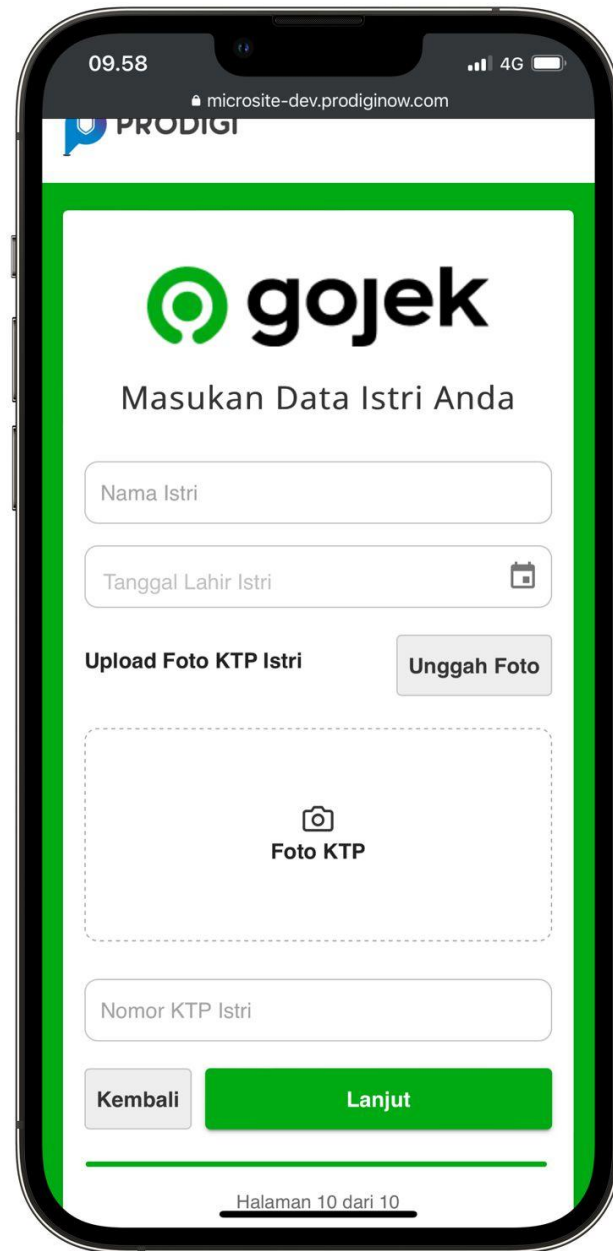 09.58
4G
microsite-dev.prodiginow.com
PRODIGI
gojek
Masukan Data Istri Anda
Nama Istri
Tanggal Lahir Istri
Upload Foto KTP Istri
Unggah Foto
Foto KTP
Nomor KTP Istri
Kembali
Lanjut
Halaman 10 dari 10